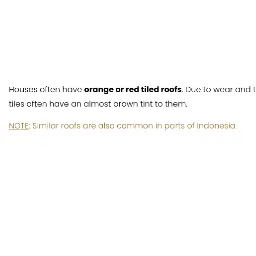 Houses often have orange or red tiled roofs. Due to wear and t
tiles often have an almost brown tint to them.
NOTE: Similar roofs are also common in parts of Indonesia.